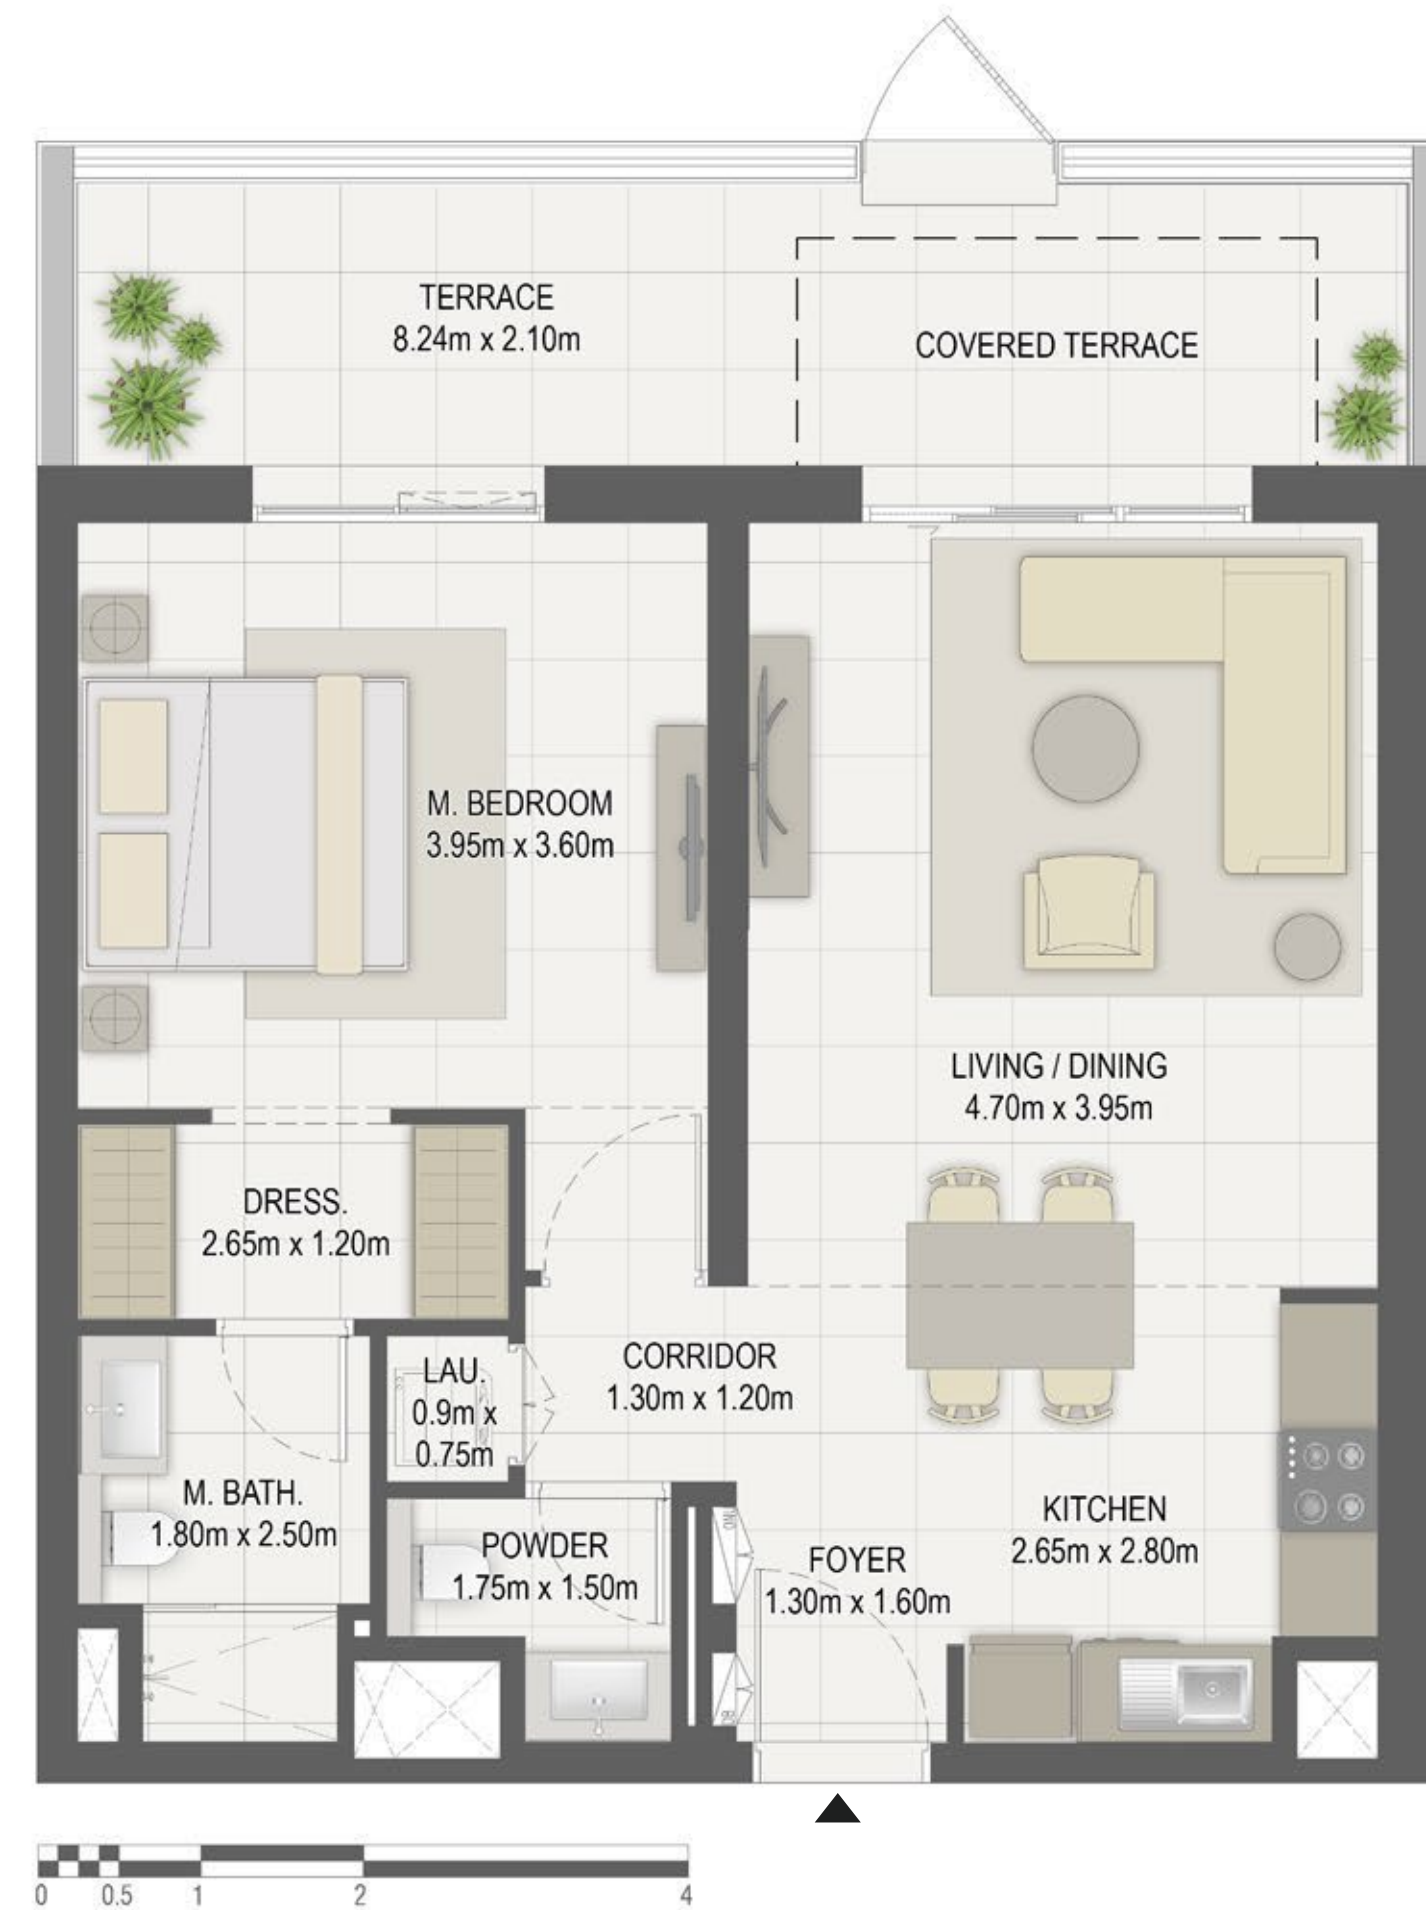 TERRACE
8.24m x 2.10m
COVERED TERRACE
M. BEDROOM
3.95m x 3.60m
LIVING / DINING
4.70m x 3.95m
DRESS.
2.65m x 1.20m
CORRIDOR
1.30m x 1.20m
LAU.
0.9m x
0.75m
M. BATH.
1.80m x 2.50m
POWDER
1.75m x 1.50m
FOYER
1.30m x 1.60m
KITCHEN
2.65m x 2.80m
0 0.5 1 2 4